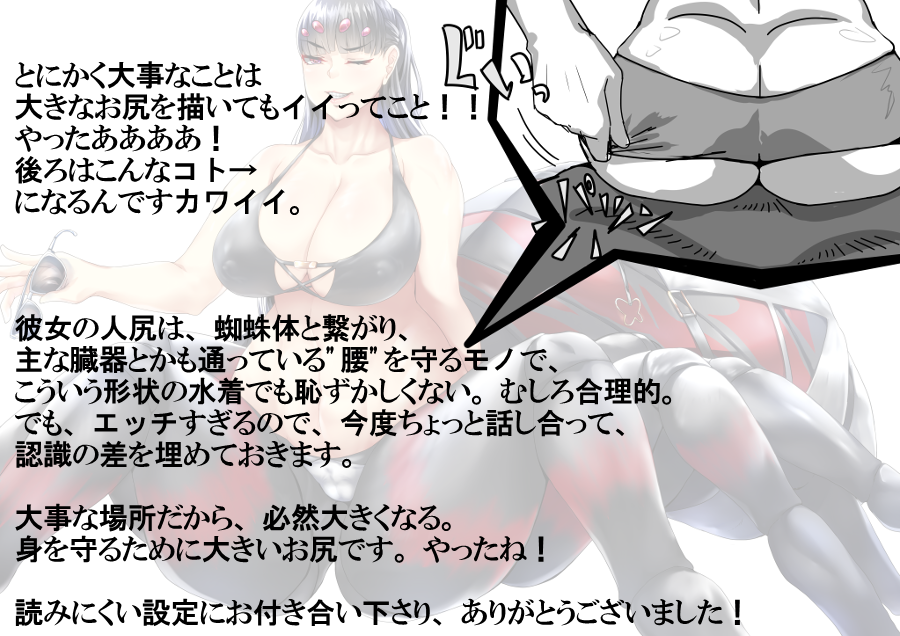 とにかく大事なことは
大きなお尻を描いてもイイってこと！！
やったああああ！
後ろはこんなコト→
になるんですカワイイ。
じいっ
彼女の人尻は、蜘蛛体と繋がり、
主な臓器とかも通っている"腰"を守るモノで、
こういう形状の水着でも恥ずかしくない。むしろ合理的。
でも、エッチすぎるので、今度ちょっと話し合って、
認識の差を埋めておきます。
大事な場所だから、必然大きくなる。
身を守るために大きいお尻です。やったね！
読みにくい設定にお付き合い下さり、ありがとうございました！